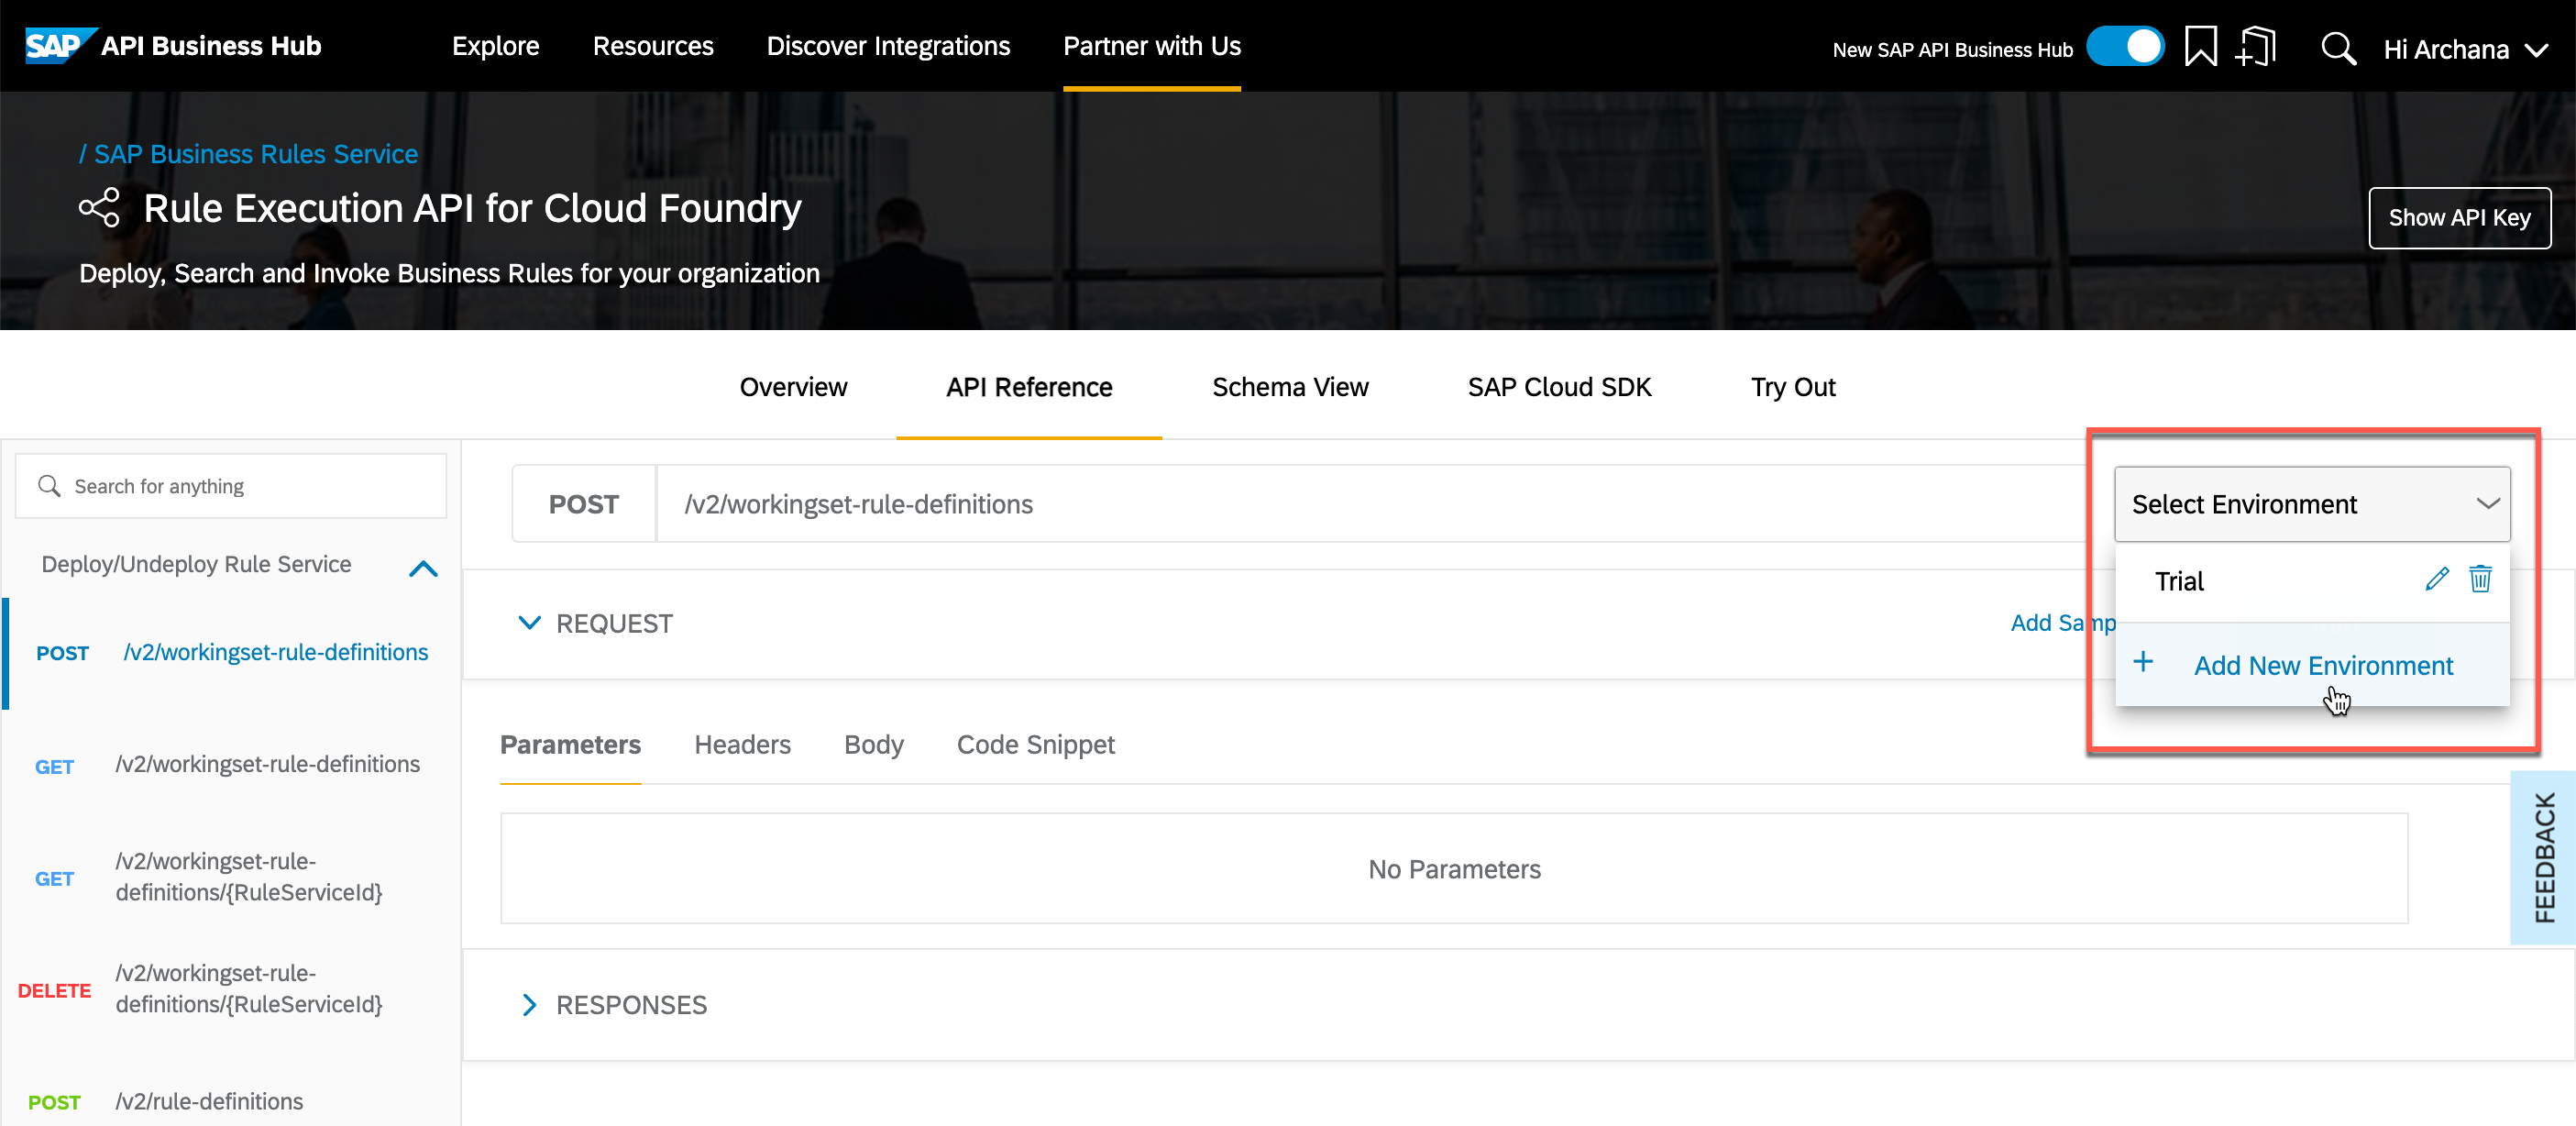 SAP API Business Hub Explore Resources Discover Integrations Partner with Us New SAP API Business Hub Hi Archana
/ SAP Business Rules Service
Rule Execution API for Cloud Foundry
Show API Key
Deploy, Search and Invoke Business Rules for your organization
Overview API Reference Schema View SAP Cloud SDK Try Out
Search for anything
Deploy/Undeploy Rule Service
POST /v2/workingset-rule-definitions
GET /v2/workingset-rule-definitions
GET /v2/workingset-rule-
definitions/{RuleServiceId}
DELETE /v2/workingset-rule-
definitions/{RuleServiceId}
POST /v2/rule-definitions
POST /v2/workingset-rule-definitions
Select Environment
Trial
+ Add New Environment
REQUEST
Add Samp
Parameters Headers Body Code Snippet
No Parameters
RESPONSES
FEEDBACK